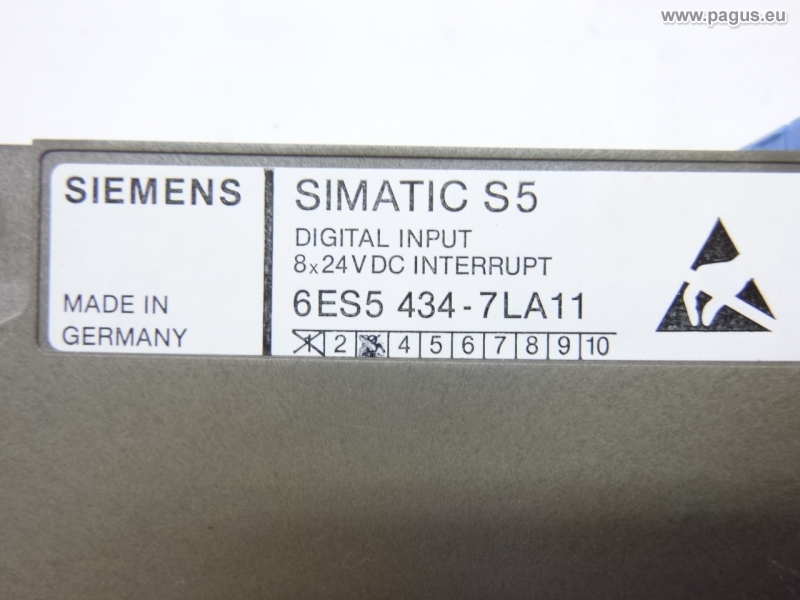 www.pagus.eu
SIEMENS
MADE IN
GERMANY
SIMATIC S5
DIGITAL INPUT
8x24VDC INTERRUPT
6ES5 434-7LA11
1 2 3 4 5 6 7 8 9 10